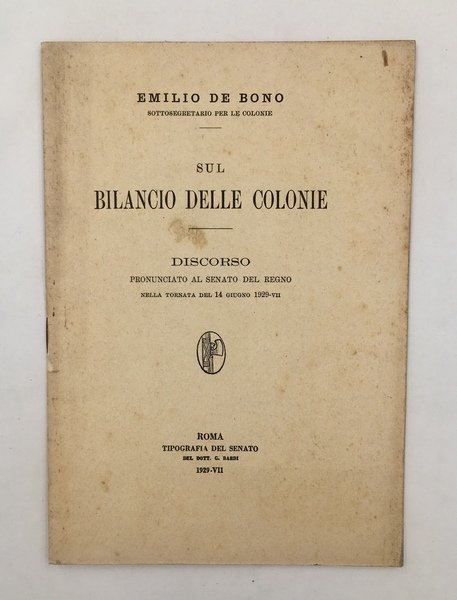 EMILIO DE BONO
SOTTOSEGRETARIO PER LE COLONIE
SUL
BILANCIO DELLE COLONIE
DISCORSO
PRONUNCIATO AL SENATO DEL REGNO
NELLA TORNATA DEL 14 GIUGNO 1929-VII
ROMA
TIPOGRAFIA DEL SENATO
DEL DOTT. G. BARDI
1929-VII